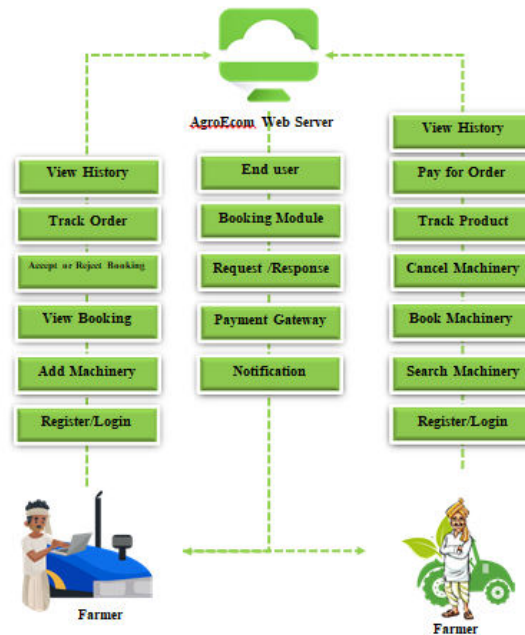 AgroEcom Web Server
View History
Track Order
Accept or Reject Booking
View Booking
Add Machinery
Register/Login
Farmer
End user
Booking Module
Request /Response
Payment Gateway
Notification
View History
Pay for Order
Track Product
Cancel Machinery
Book Machinery
Search Machinery
Register/Login
Farmer